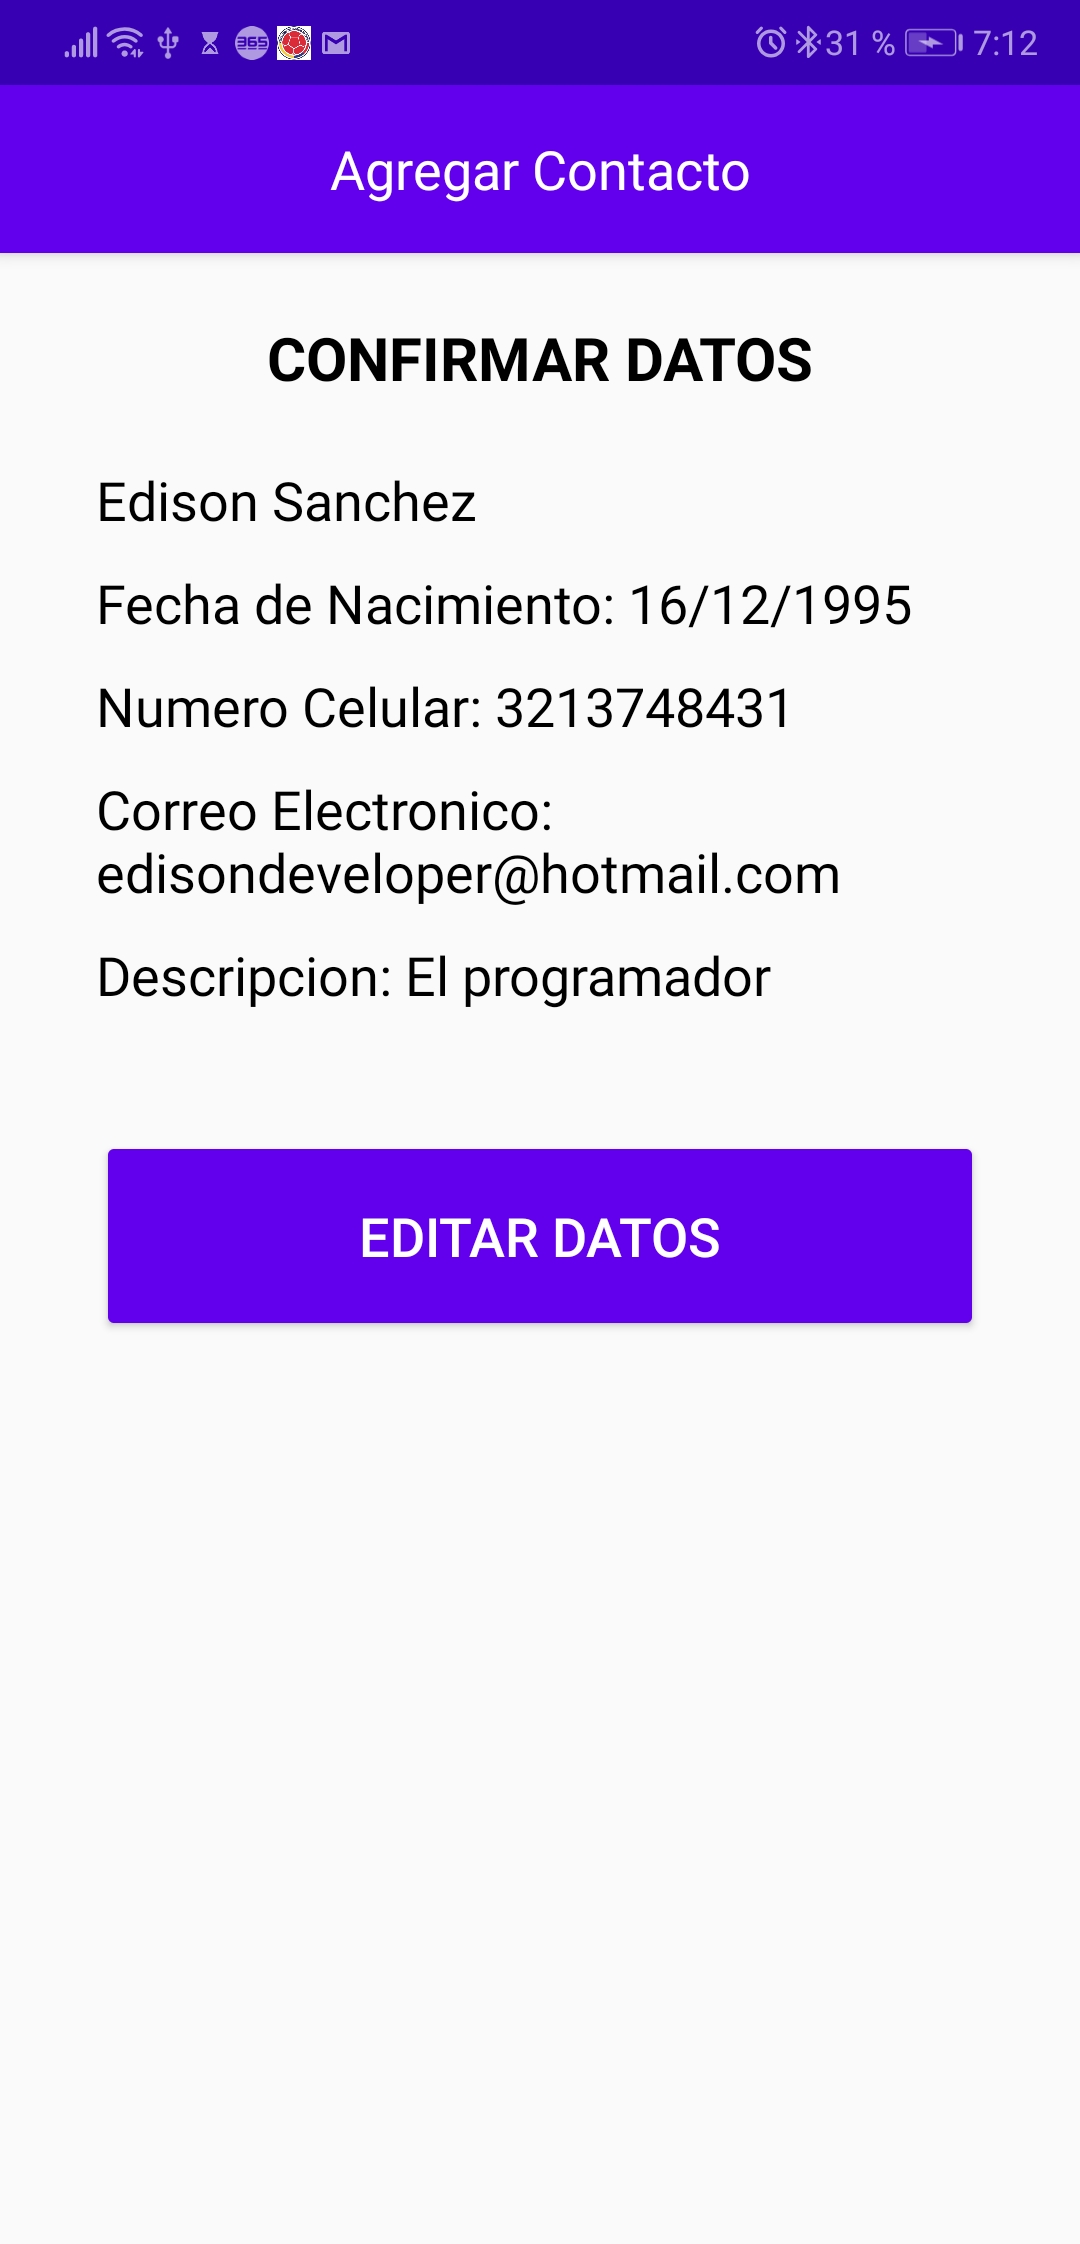 365
31 % 7:12
Agregar Contacto
CONFIRMAR DATOS
Edison Sanchez
Fecha de Nacimiento: 16/12/1995
Numero Celular: 3213748431
Correo Electronico:
edisondeveloper@hotmail.com
Descripcion: El programador
EDITAR DATOS